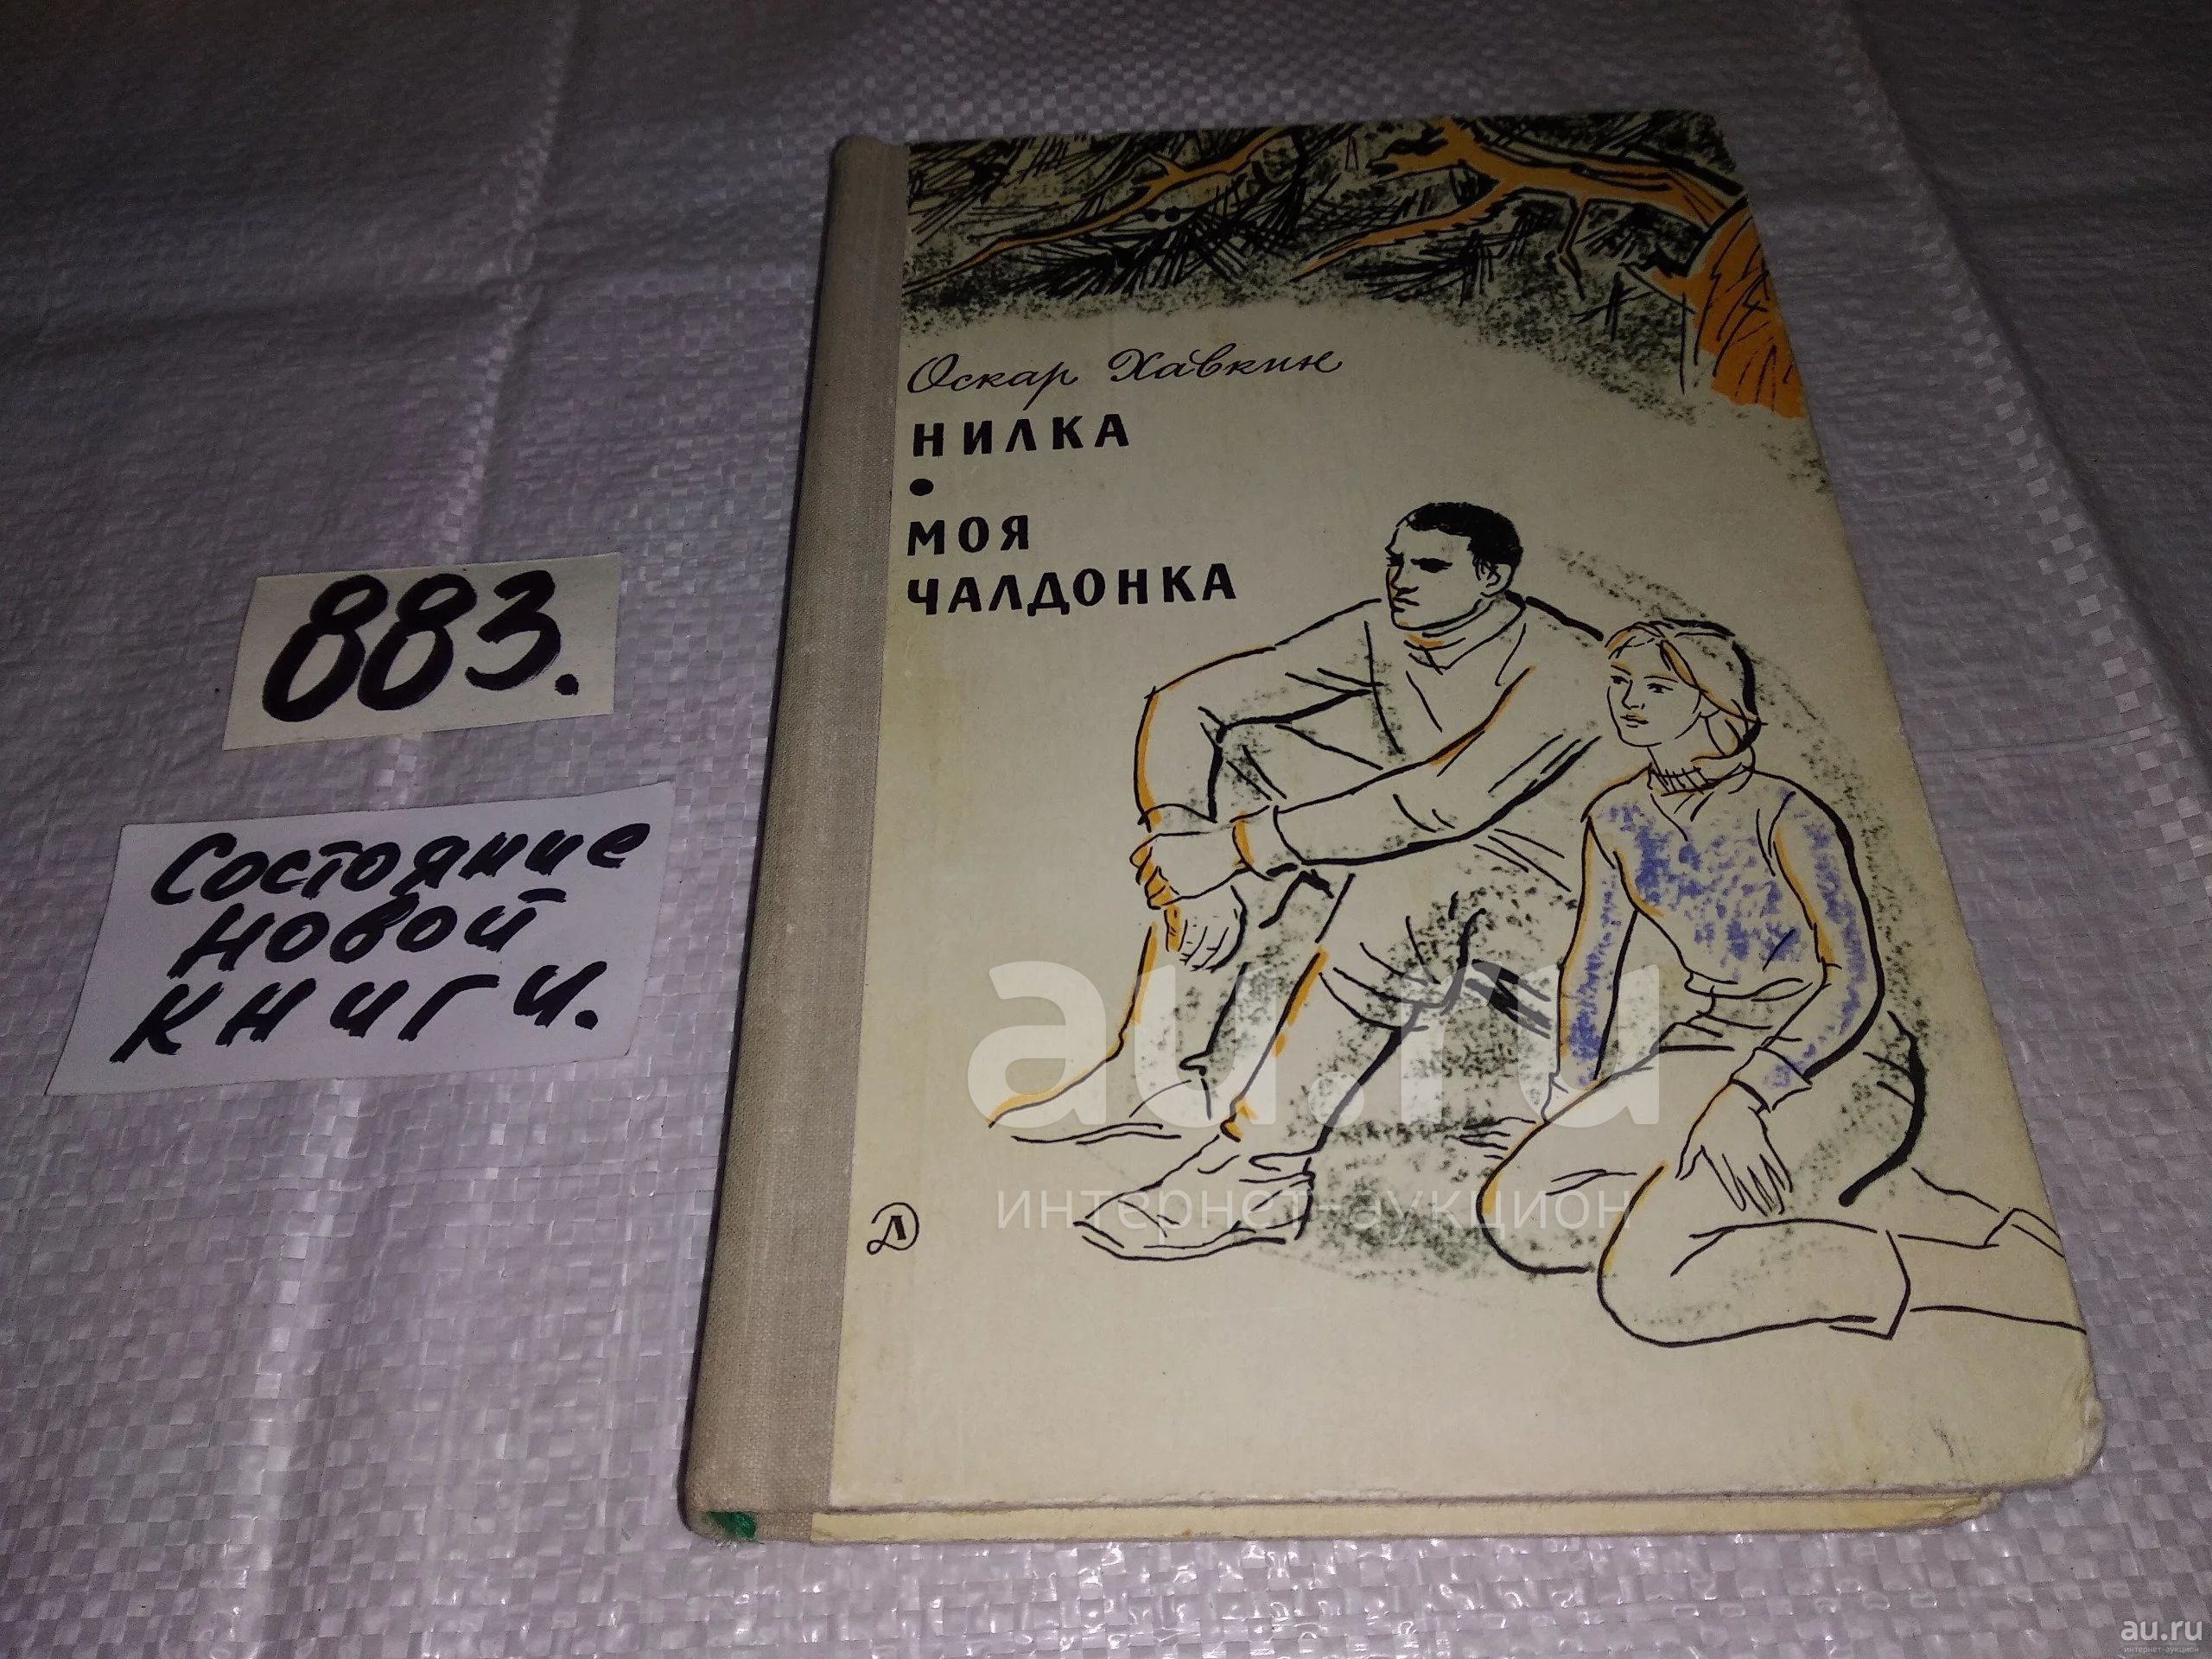 Оскар Хавкин
НИЛКА
•
МОЯ
ЧАЛДОНКА
883.
Состояние
новой
книги.
au.ru
интернет-аукцион
au.ru
интернет-аукцион